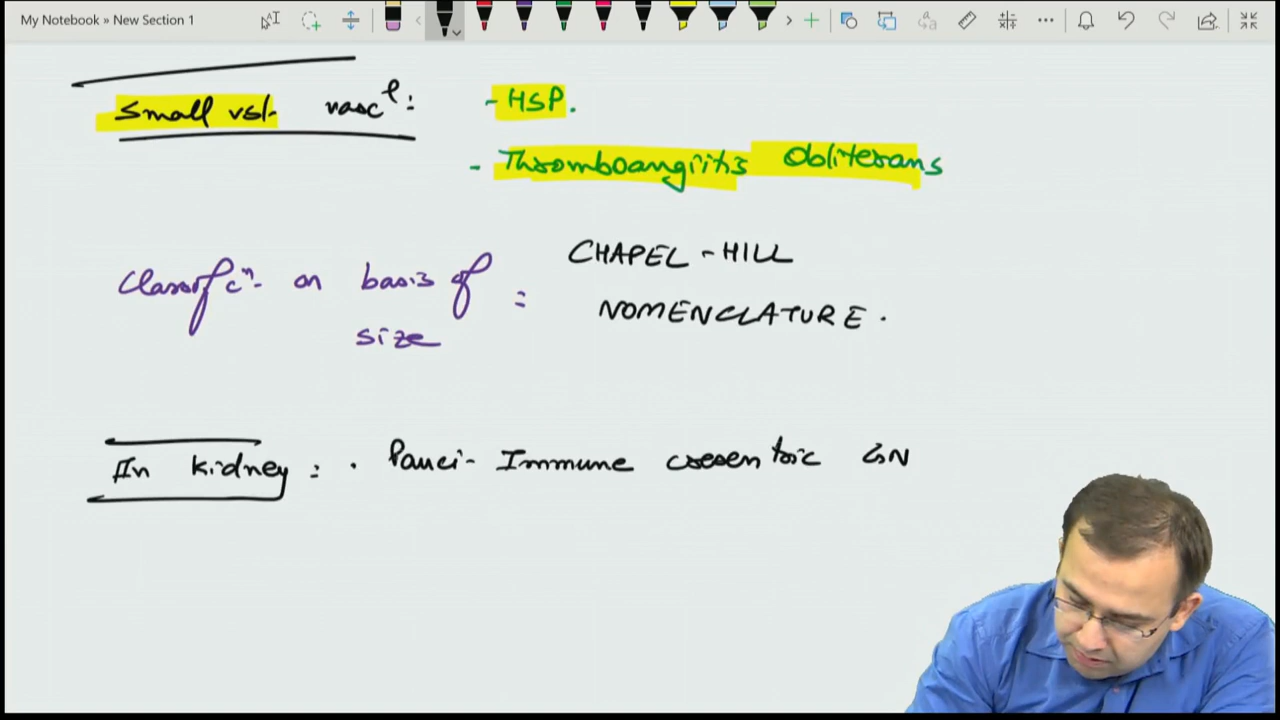 My Notebook » New Section 1
Small vsl. vasc^l :
- HSP.
- Thromboangiitis Obliterans
Classifc^n on basis of size =
CHAPEL-HILL
NOMENCLATURE.
In kidney : . Pauci-Immune cresentric GN